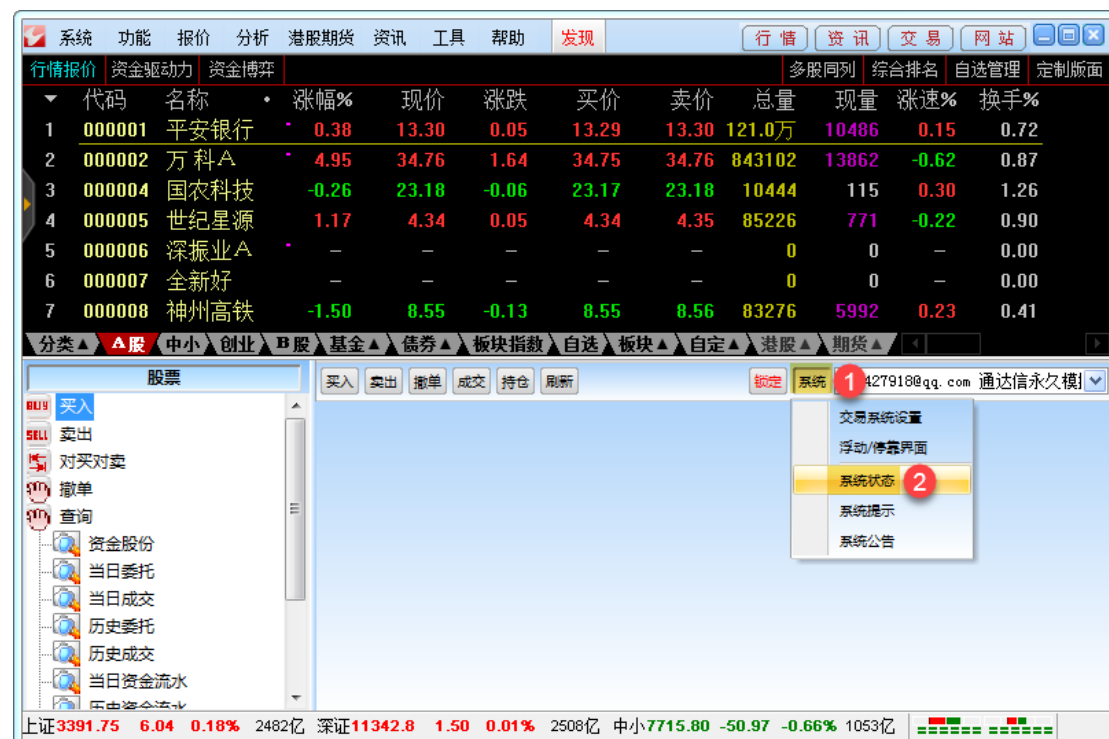 系统 功能 报价 分析 港股期货 资讯 工具 帮助 发现 行情 资讯 交易 网站
行情报价 资金驱动力 资金博弈 多股同列 综合排名 自选管理 定制版面
代码 名称 涨幅% 现价 涨跌 买价 卖价 总量 现量 涨速% 换手%
1 000001 平安银行 0.38 13.30 0.05 13.29 13.30 121.0万 10486 0.15 0.72
2 000002 万科A 4.95 34.76 1.64 34.75 34.76 843102 13862 -0.62 0.87
3 000004 国农科技 -0.26 23.18 -0.06 23.17 23.18 10444 115 0.30 1.26
4 000005 世纪星源 1.17 4.34 0.05 4.34 4.35 85226 771 -0.22 0.90
5 000006 深振业A — — — — — 0 0 — 0.00
6 000007 全新好 — — — — — 0 0 — 0.00
7 000008 神州高铁 -1.50 8.55 -0.13 8.55 8.56 83276 5992 0.23 0.41
分类▲ A股 中小 创业 B股 基金▲ 债券▲ 板块指数 自选 板块▲ 自定▲ 港股▲ 期货▲
股票 买入 卖出 撤单 成交 持仓 刷新 锁定 系统 1 427918@qq.com 通达信永久模
BUY 买入
SELL 卖出
对买对卖
撤单
查询
资金股份
当日委托
当日成交
历史委托
历史成交
当日资金流水
历史资金流水
交易系统设置
浮动/停靠界面
系统状态 2
系统提示
系统公告
上证3391.75 6.04 0.18% 2482亿 深证11342.8 1.50 0.01% 2508亿 中小7715.80 -50.97 -0.66% 1053亿